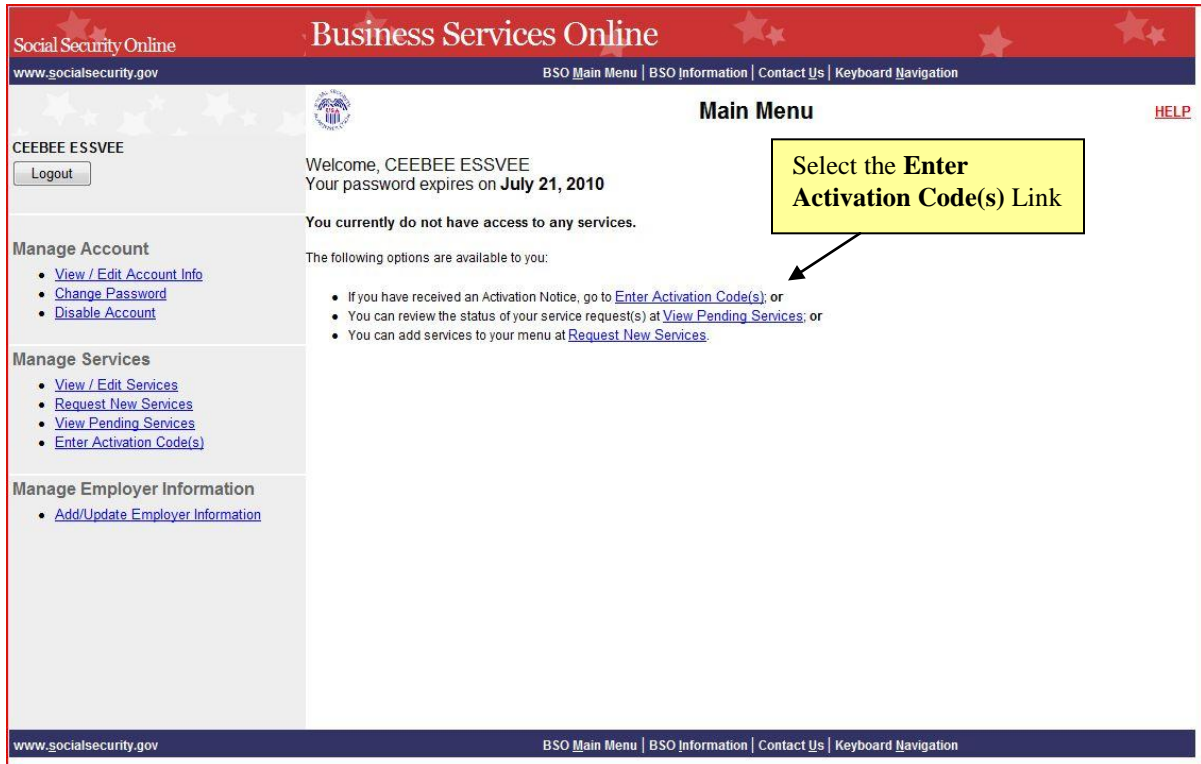 Social Security Online
Business Services Online
www.socialsecurity.gov
BSO Main Menu | BSO Information | Contact Us | Keyboard Navigation
CEEBEE ESSVEE
Logout
Manage Account
• View / Edit Account Info
• Change Password
• Disable Account
Manage Services
• View / Edit Services
• Request New Services
• View Pending Services
• Enter Activation Code(s)
Manage Employer Information
• Add/Update Employer Information
Main Menu
HELP
Welcome, CEEBEE ESSVEE
Your password expires on July 21, 2010
Select the Enter
Activation Code(s) Link
You currently do not have access to any services.
The following options are available to you:
• If you have received an Activation Notice, go to Enter Activation Code(s); or
• You can review the status of your service request(s) at View Pending Services; or
• You can add services to your menu at Request New Services.
www.socialsecurity.gov
BSO Main Menu | BSO Information | Contact Us | Keyboard Navigation